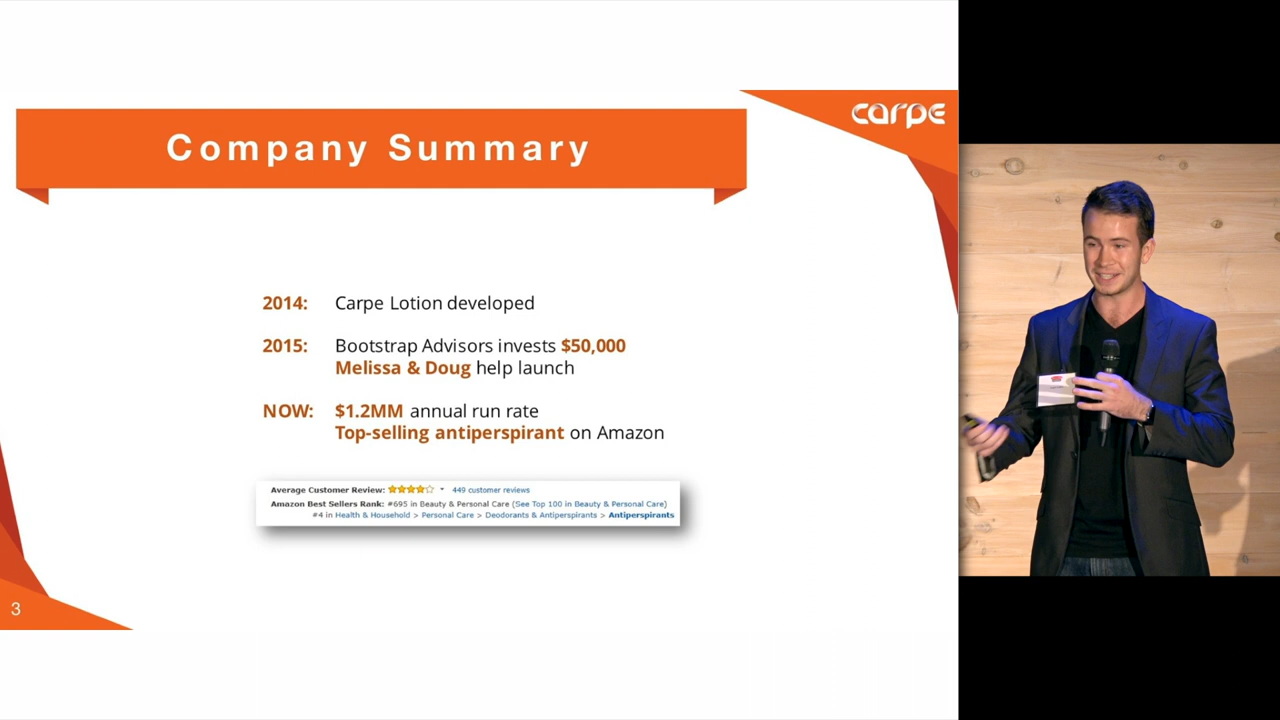 carpe
Company Summary
2014: Carpe Lotion developed
2015: Bootstrap Advisors invests $50,000
Melissa & Doug help launch
NOW: $1.2MM annual run rate
Top-selling antiperspirant on Amazon
Average Customer Review: 449 customer reviews
Amazon Best Sellers Rank: #695 in Beauty & Personal Care (See Top 100 in Beauty & Personal Care)
#4 in Health & Household > Personal Care > Deodorants & Antiperspirants > Antiperspirants
3